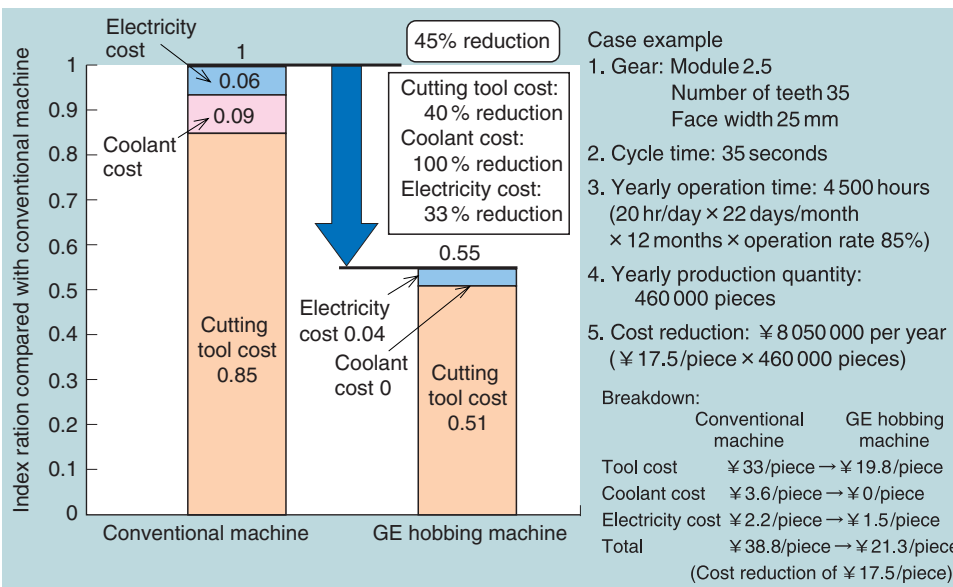 Electricity
cost
1
45% reduction
Index ration compared with conventional machine
1
0.9
0.8
0.7
0.6
0.5
0.4
0.3
0.2
0.1
0
0.06
0.09
Coolant
cost
Cutting
tool cost
0.85
Cutting tool cost:
40% reduction
Coolant cost:
100% reduction
Electricity cost:
33% reduction
0.55
Electricity
cost 0.04
Coolant
cost 0
Cutting
tool cost
0.51
Conventional machine
GE hobbing machine
Case example
1. Gear: Module 2.5
Number of teeth 35
Face width 25 mm
2. Cycle time: 35 seconds
3. Yearly operation time: 4 500 hours
(20 hr/day × 22 days/month
× 12 months × operation rate 85%)
4. Yearly production quantity:
460 000 pieces
5. Cost reduction: ¥8 050 000 per year
(¥17.5/piece × 460 000 pieces)
Breakdown:
Conventional machine GE hobbing machine
Tool cost ¥33/piece → ¥19.8/piece
Coolant cost ¥3.6/piece → ¥0/piece
Electricity cost ¥2.2/piece → ¥1.5/piece
Total ¥38.8/piece → ¥21.3/piece
(Cost reduction of ¥17.5/piece)